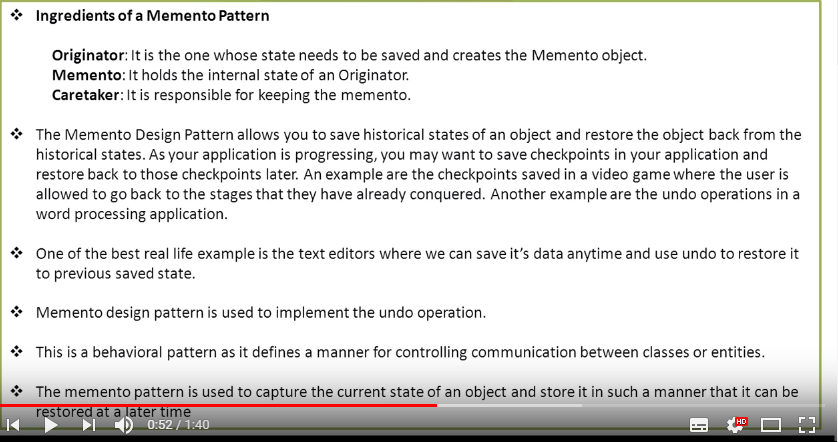 ❖ Ingredients of a Memento Pattern
Originator: It is the one whose state needs to be saved and creates the Memento object.
Memento: It holds the internal state of an Originator.
Caretaker: It is responsible for keeping the memento.
❖ The Memento Design Pattern allows you to save historical states of an object and restore the object back from the
historical states. As your application is progressing, you may want to save checkpoints in your application and
restore back to those checkpoints later. An example are the checkpoints saved in a video game where the user is
allowed to go back to the stages that they have already conquered. Another example are the undo operations in a
word processing application.
❖ One of the best real life example is the text editors where we can save it's data anytime and use undo to restore it
to previous saved state.
❖ Memento design pattern is used to implement the undo operation.
❖ This is a behavioral pattern as it defines a manner for controlling communication between classes or entities.
❖ The memento pattern is used to capture the current state of an object and store it in such a manner that it can be
restored at a later time
0:52 / 1:40 HD